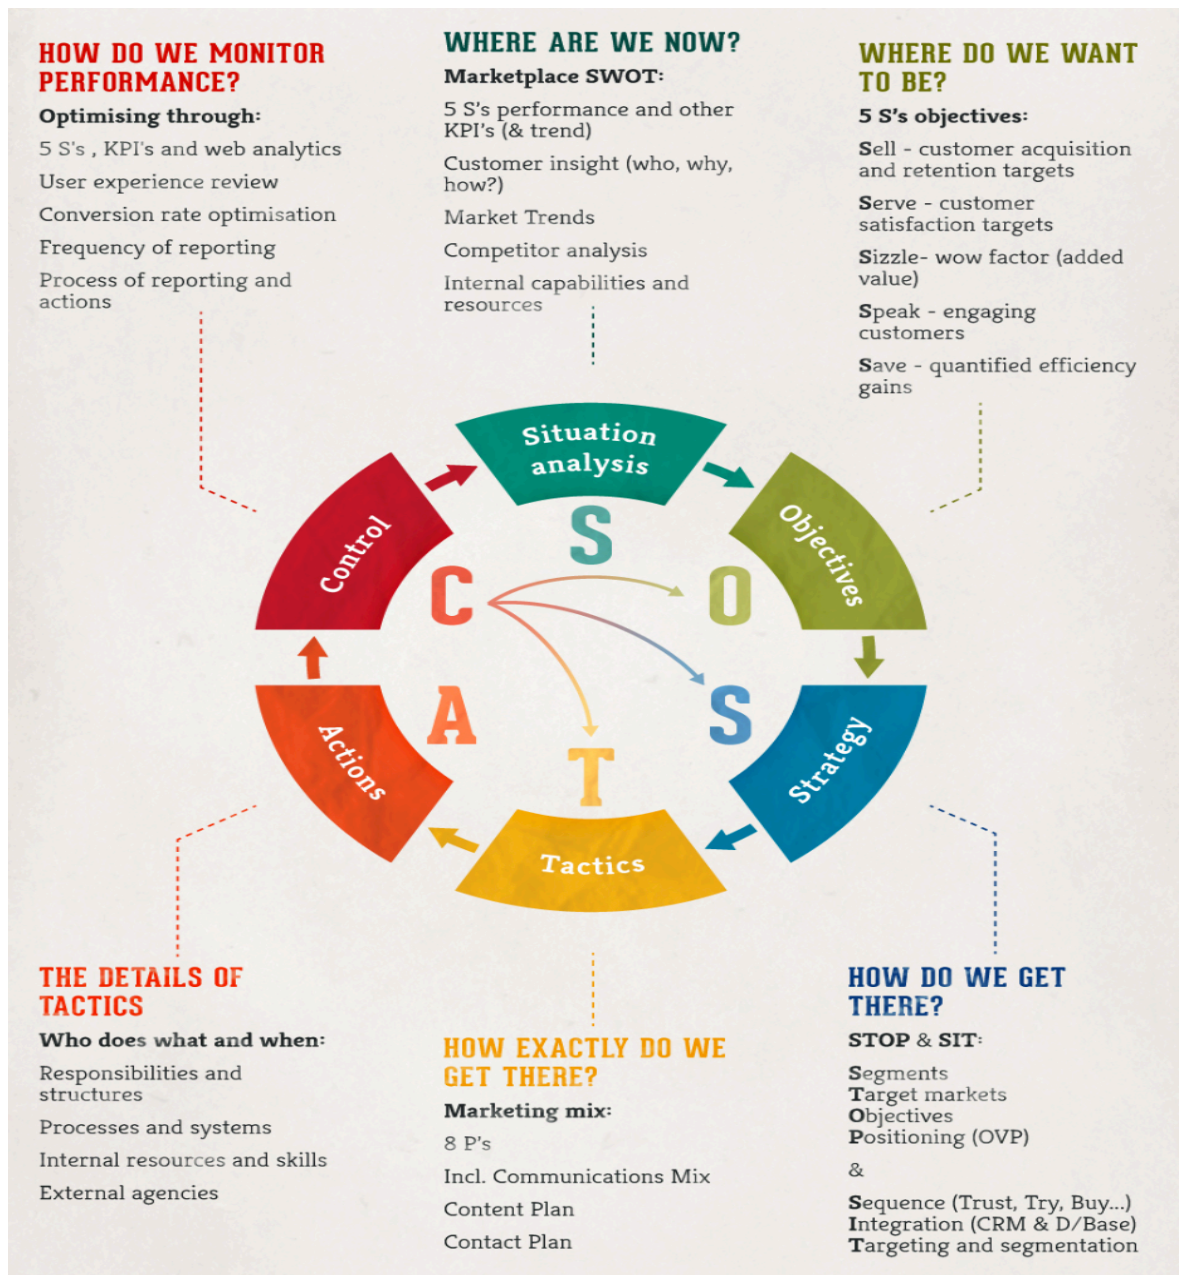 HOW DO WE MONITOR
PERFORMANCE?
Optimising through:
5 S's , KPI's and web analytics
User experience review
Conversion rate optimisation
Frequency of reporting
Process of reporting and
actions
WHERE ARE WE NOW?
Marketplace SWOT:
5 S's performance and other
KPI's (& trend)
Customer insight (who, why,
how?)
Market Trends
Competitor analysis
Internal capabilities and
resources
WHERE DO WE WANT
TO BE?
5 S's objectives:
Sell - customer acquisition
and retention targets
Serve - customer
satisfaction targets
Sizzle- wow factor (added
value)
Speak - engaging
customers
Save - quantified efficiency
gains
Situation
analysis
Objectives
Strategy
Tactics
Actions
Control
S
O
S
T
A
C
THE DETAILS OF
TACTICS
Who does what and when:
Responsibilities and
structures
Processes and systems
Internal resources and skills
External agencies
HOW EXACTLY DO WE
GET THERE?
Marketing mix:
8 P's
Incl. Communications Mix
Content Plan
Contact Plan
HOW DO WE GET
THERE?
STOP & SIT:
Segments
Target markets
Objectives
Positioning (OVP)
&
Sequence (Trust, Try, Buy...)
Integration (CRM & D/Base)
Targeting and segmentation